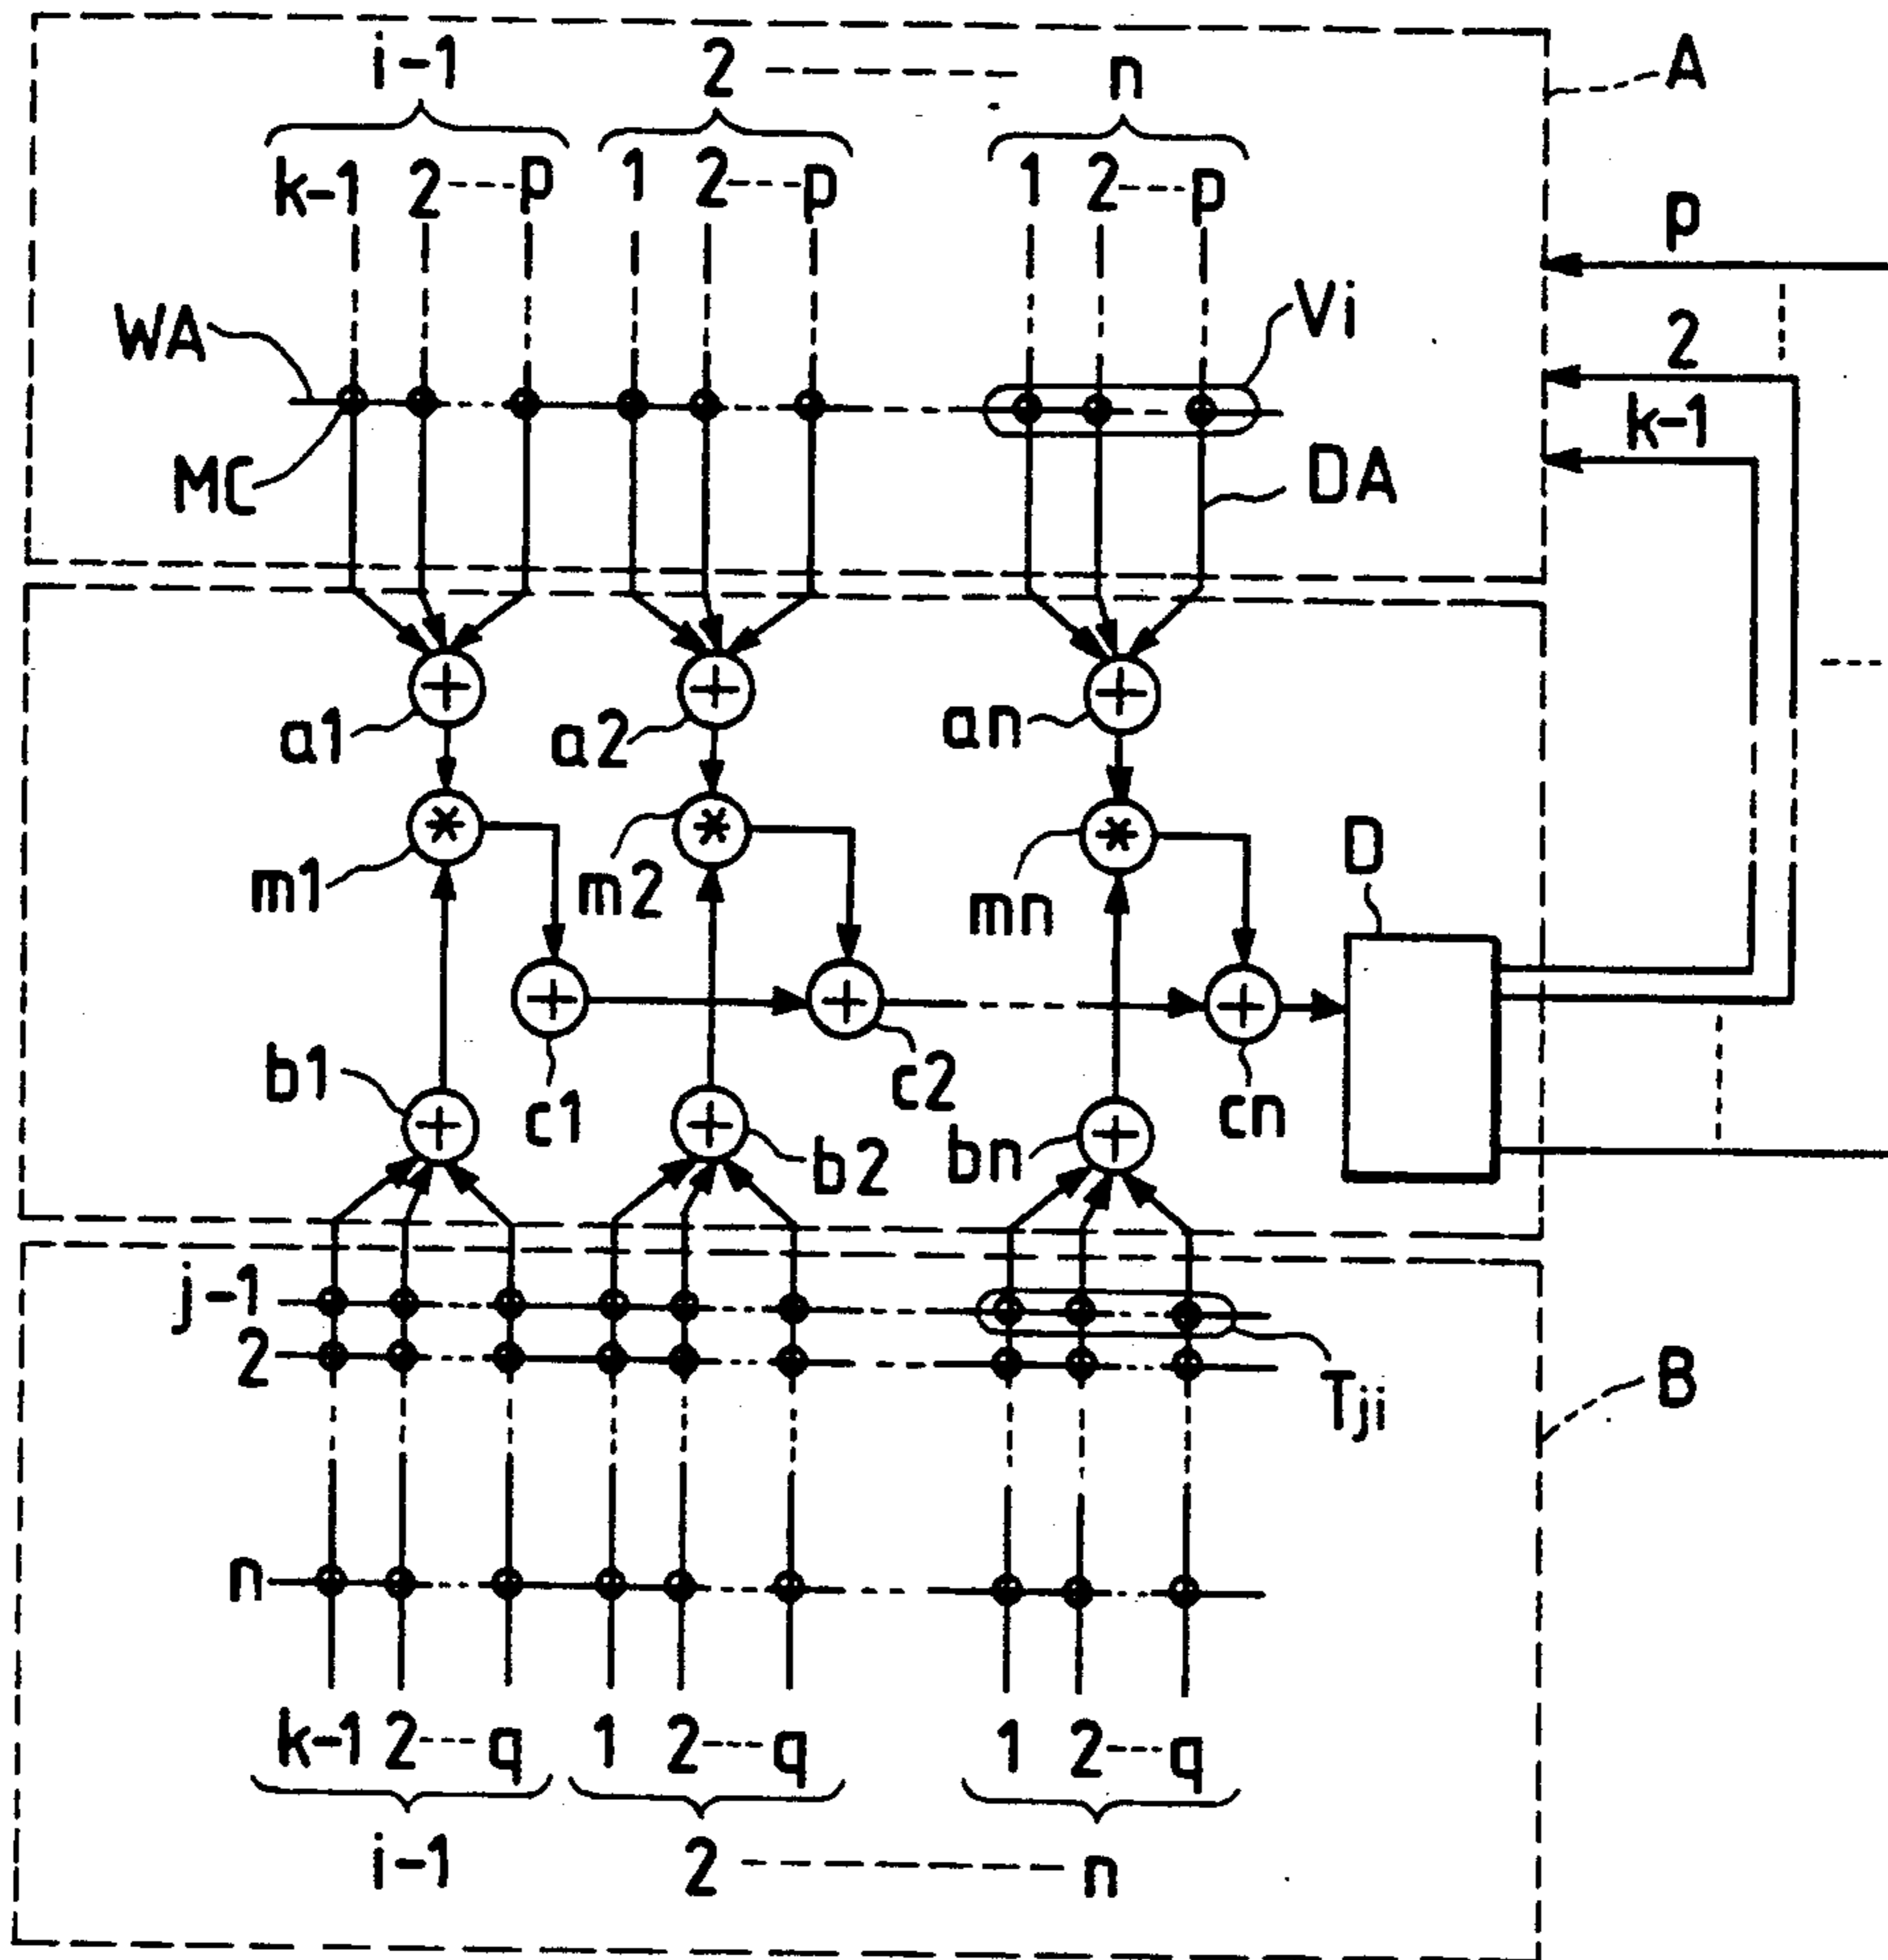 i-1 2 n
A
k-1 2 p 1 2 p 1 2 p
p
WA
Vi
2
k-1
MC
DA
+ + +
a1 a2 an
* * *
m1 m2 mn
D
+ + +
b1
c1
c2
cn
+ + +
b2
bn
j-1
2
Tji
B
n
k-1 2 q 1 2 q 1 2 q
i-1 2 n